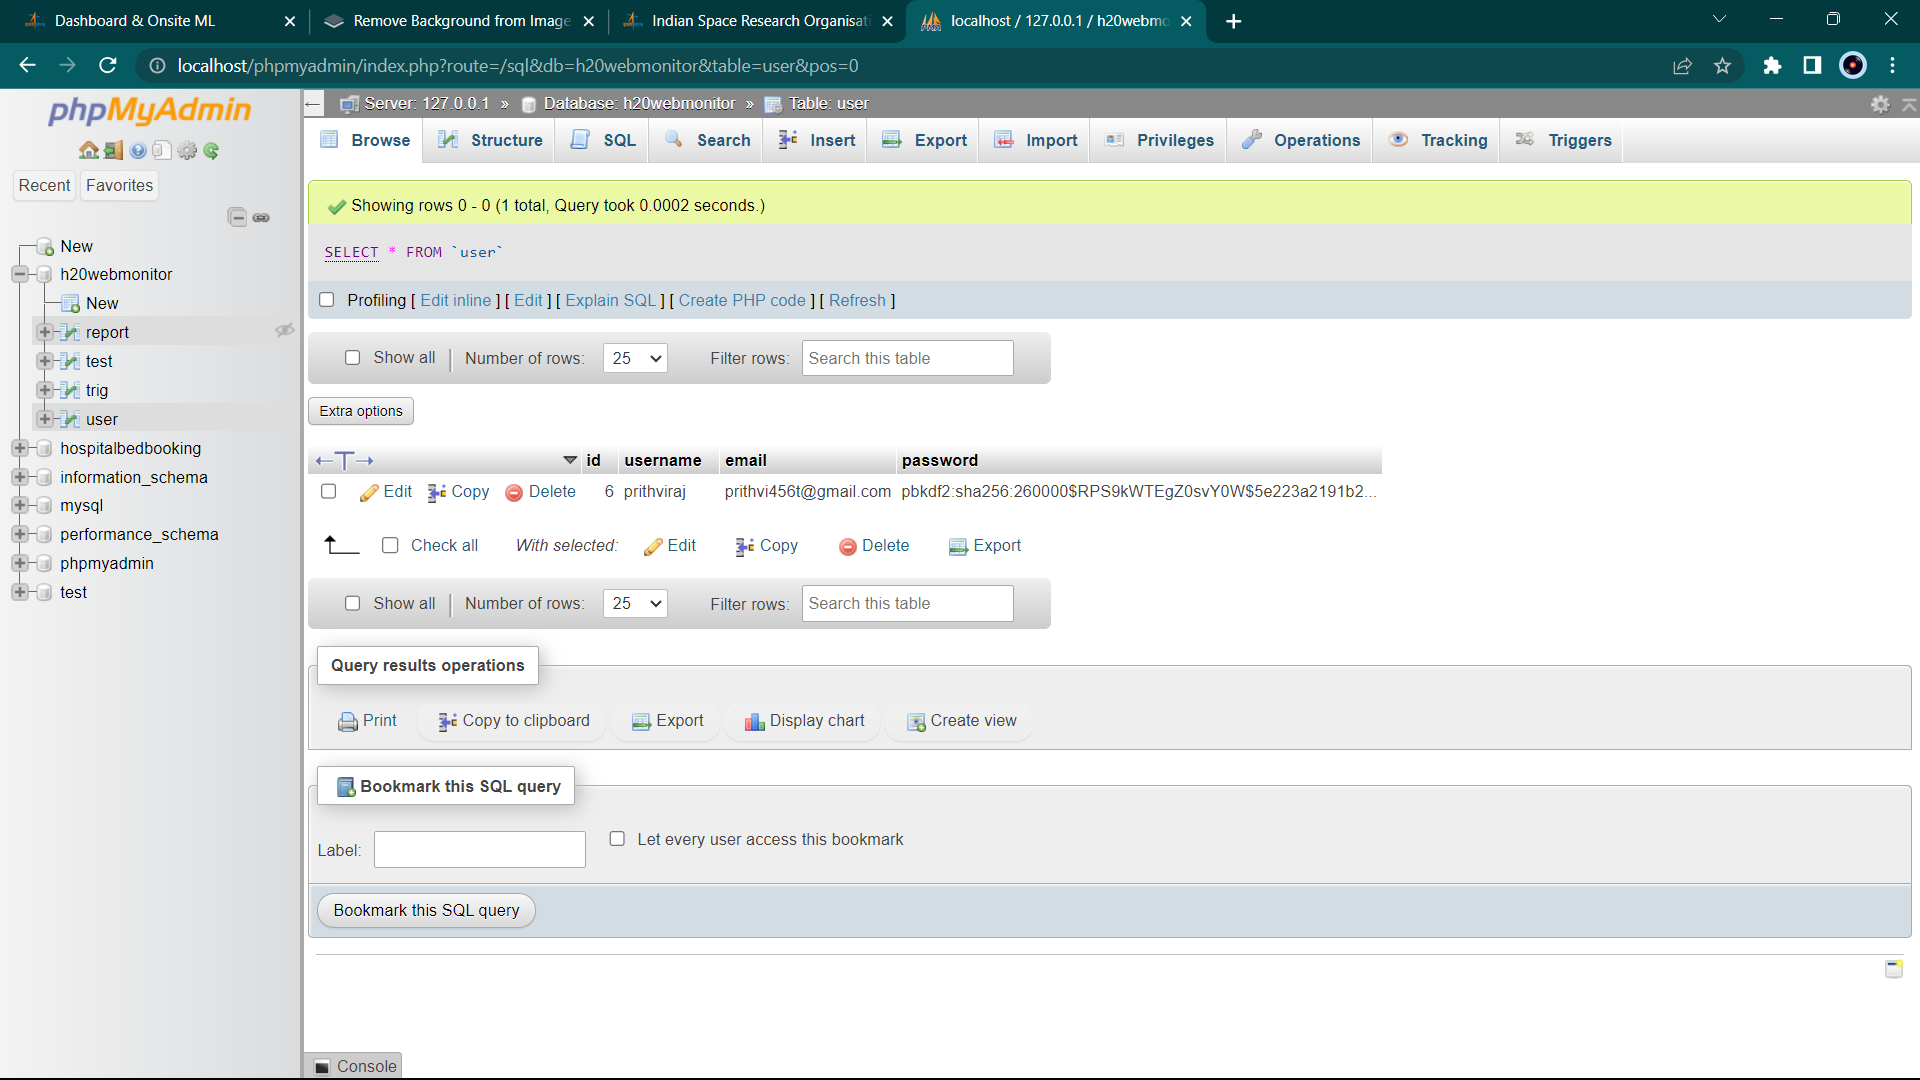 Dashboard & Onsite ML
Remove Background from Image
Indian Space Research Organisati
localhost / 127.0.0.1 / h20webmo
localhost/phpmyadmin/index.php?route=/sql&db=h20webmonitor&table=user&pos=0
phpMyAdmin
Recent
Favorites
New
h20webmonitor
New
report
test
trig
user
hospitalbedbooking
information_schema
mysql
performance_schema
phpmyadmin
test
Server: 127.0.0.1 » Database: h20webmonitor » Table: user
Browse Structure SQL Search Insert Export Import Privileges Operations Tracking Triggers
Showing rows 0 - 0 (1 total, Query took 0.0002 seconds.)
SELECT * FROM `user`
Profiling [ Edit inline ] [ Edit ] [ Explain SQL ] [ Create PHP code ] [ Refresh ]
Show all Number of rows: 25 Filter rows: Search this table
Extra options
id username email password
Edit Copy Delete 6 prithviraj prithvi456t@gmail.com pbkdf2:sha256:260000$RPS9kWTEgZ0svY0W$5e223a2191b2...
Check all With selected: Edit Copy Delete Export
Show all Number of rows: 25 Filter rows: Search this table
Query results operations
Print Copy to clipboard Export Display chart Create view
Bookmark this SQL query
Label: Let every user access this bookmark
Bookmark this SQL query
Console